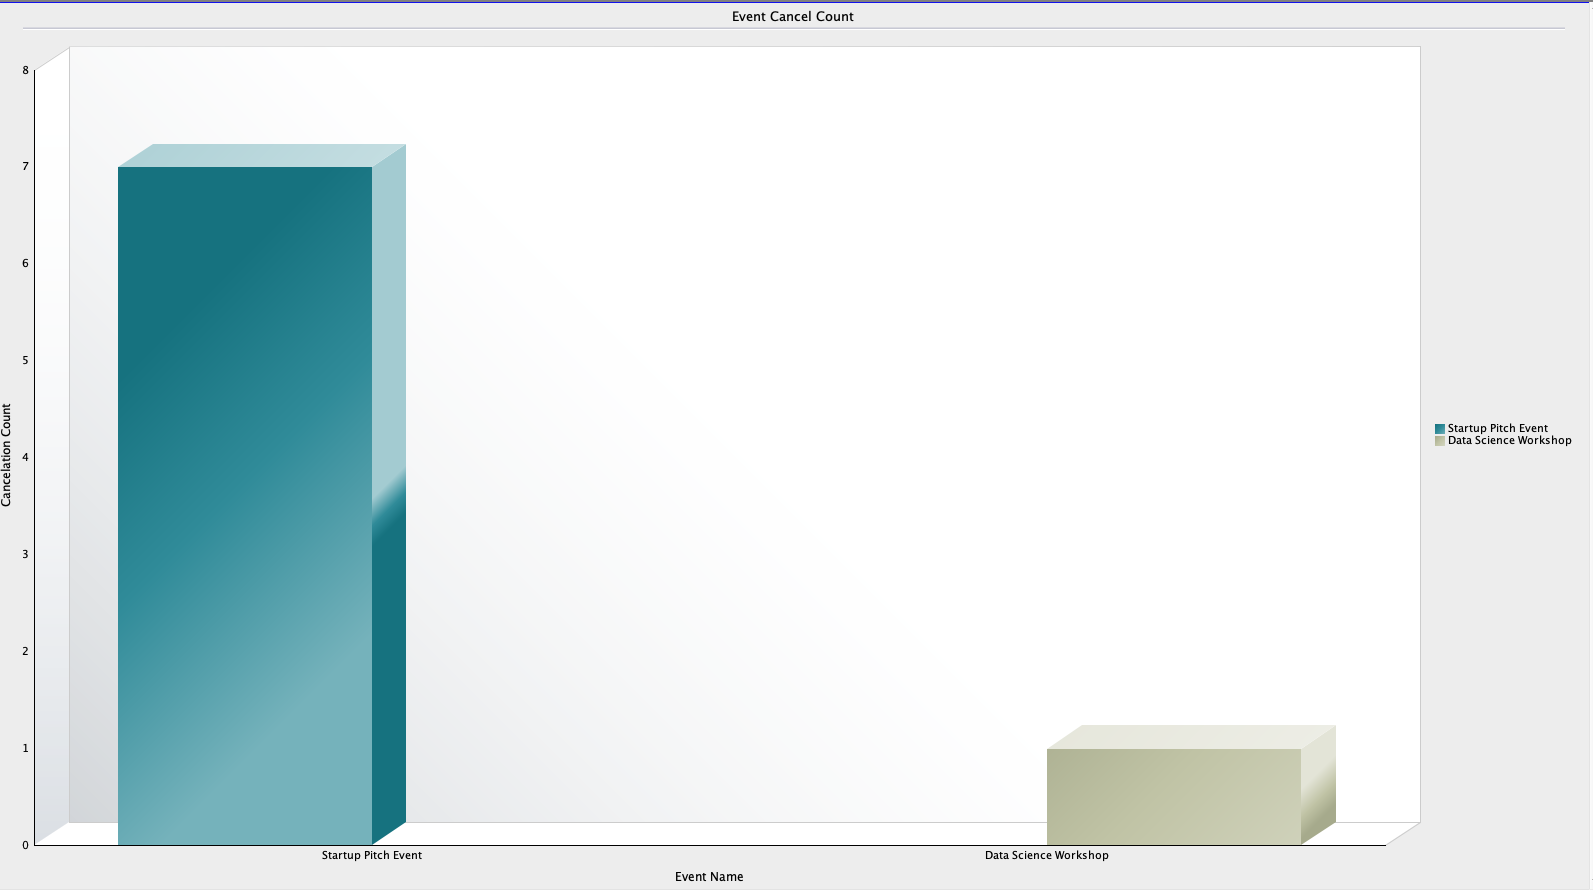 Event Cancel Count
8
7
6
5
4
3
2
1
0
Cancelation Count
Startup Pitch Event
Data Science Workshop
Event Name
Startup Pitch Event
Data Science Workshop